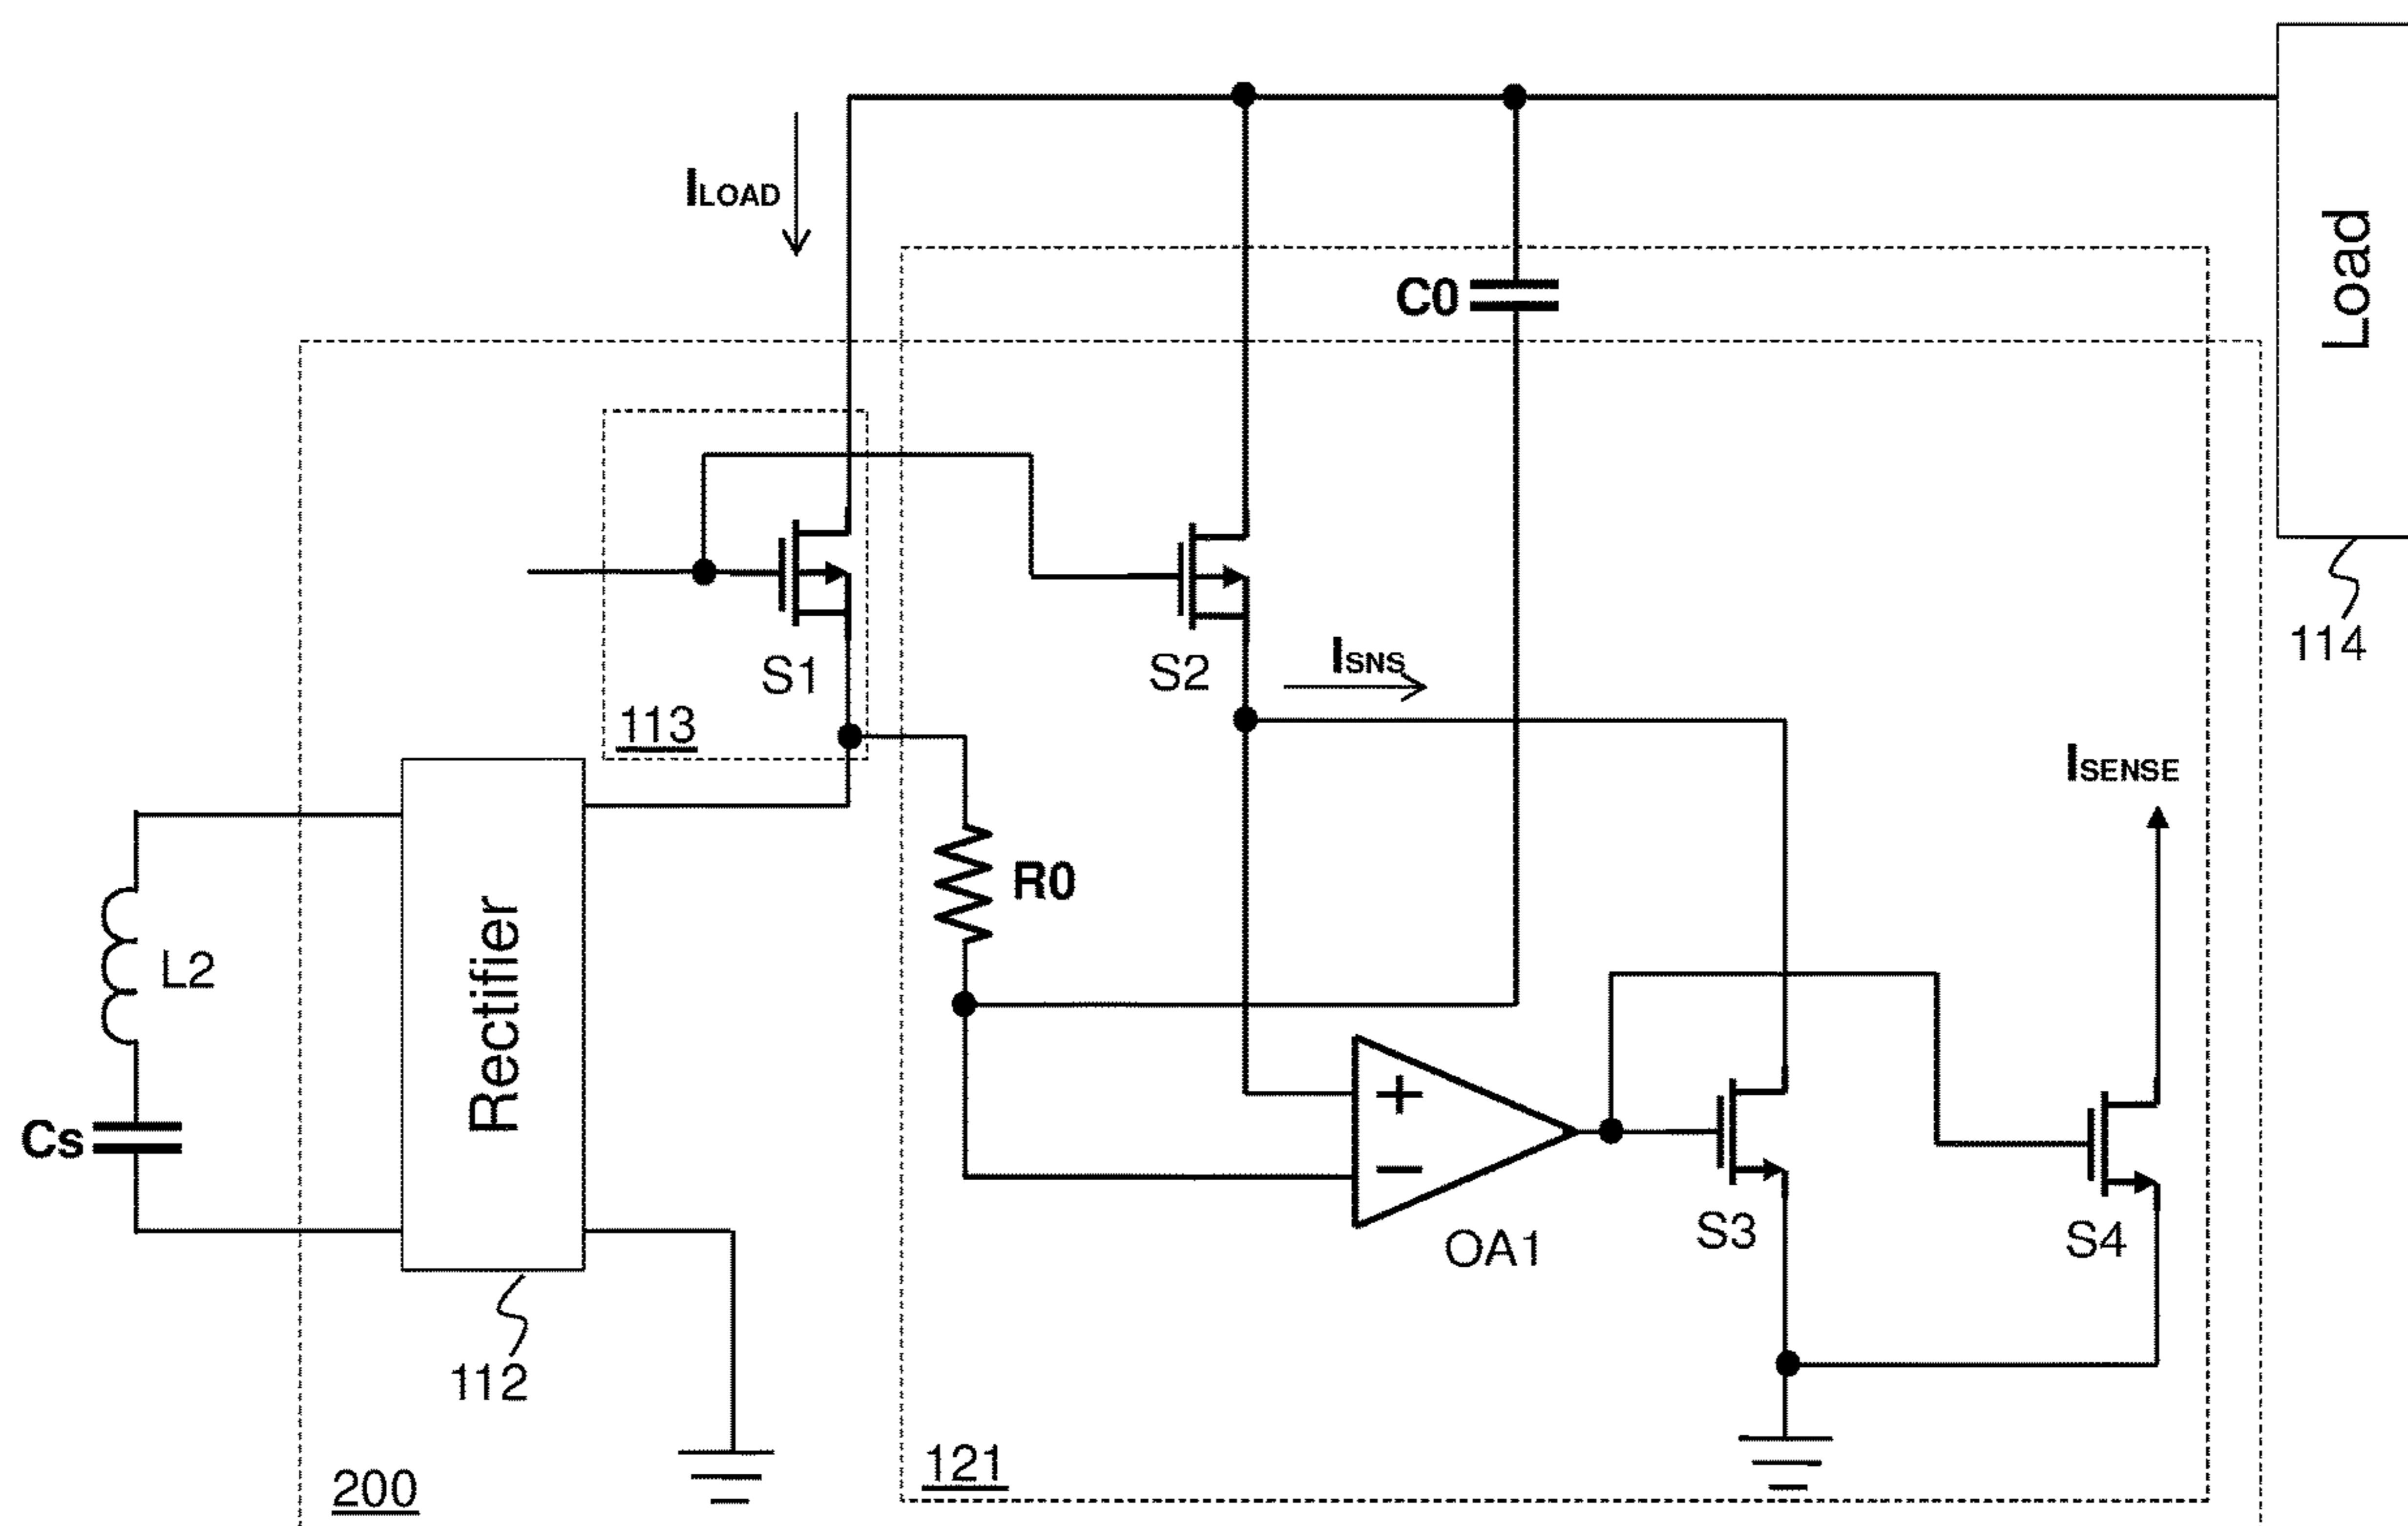 Load
ILOAD
C0
114
S1
S2
ISNS
113
ISENSE
R0
L2
Rectifier
+
−
Cs
OA1
S3
S4
112
121
200